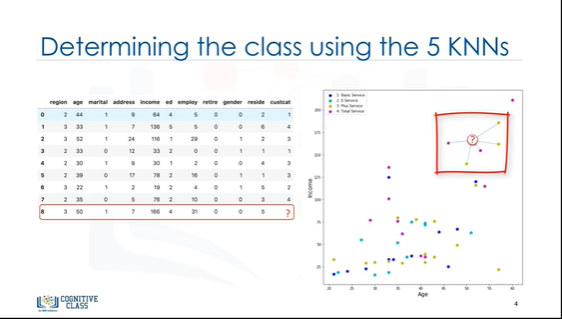 Determining the class using the 5 KNNs
region age marital address income ed employ retire gender reside custcat
0 2 44 1 9 64 4 5 0 0 2 1
1 3 33 1 7 136 5 5 0 0 6 4
2 3 52 1 24 116 1 29 0 1 2 3
3 2 33 0 12 33 2 0 0 1 1 1
4 2 30 1 9 30 1 2 0 0 4 3
5 2 39 0 17 78 2 16 0 1 1 3
6 3 22 1 2 19 2 4 0 1 5 2
7 2 35 0 5 76 2 10 0 0 3 4
8 3 50 1 7 166 4 31 0 0 5 ?
1: Basic Service
2: E-Service
3: Plus Service
4: Total Service
?
Income
200
175
150
125
100
75
50
25
20 25 30 35 40 45 50 55 60
Age
COGNITIVE
CLASS
4